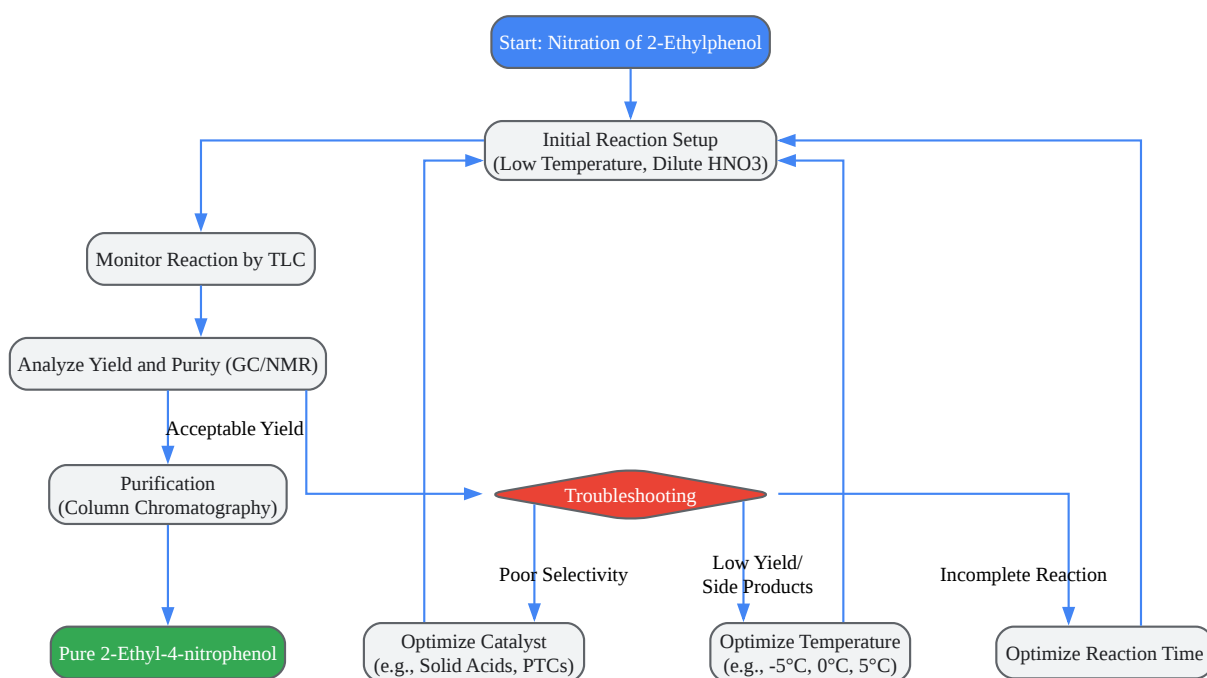 Start: Nitration of 2-Ethylphenol
Initial Reaction Setup
(Low Temperature, Dilute HNO3)
Monitor Reaction by TLC
Analyze Yield and Purity (GC/NMR)
Acceptable Yield
Purification
(Column Chromatography)
Troubleshooting
Poor Selectivity
Low Yield/
Side Products
Incomplete Reaction
Pure 2-Ethyl-4-nitrophenol
Optimize Catalyst
(e.g., Solid Acids, PTCs)
Optimize Temperature
(e.g., -5°C, 0°C, 5°C)
Optimize Reaction Time